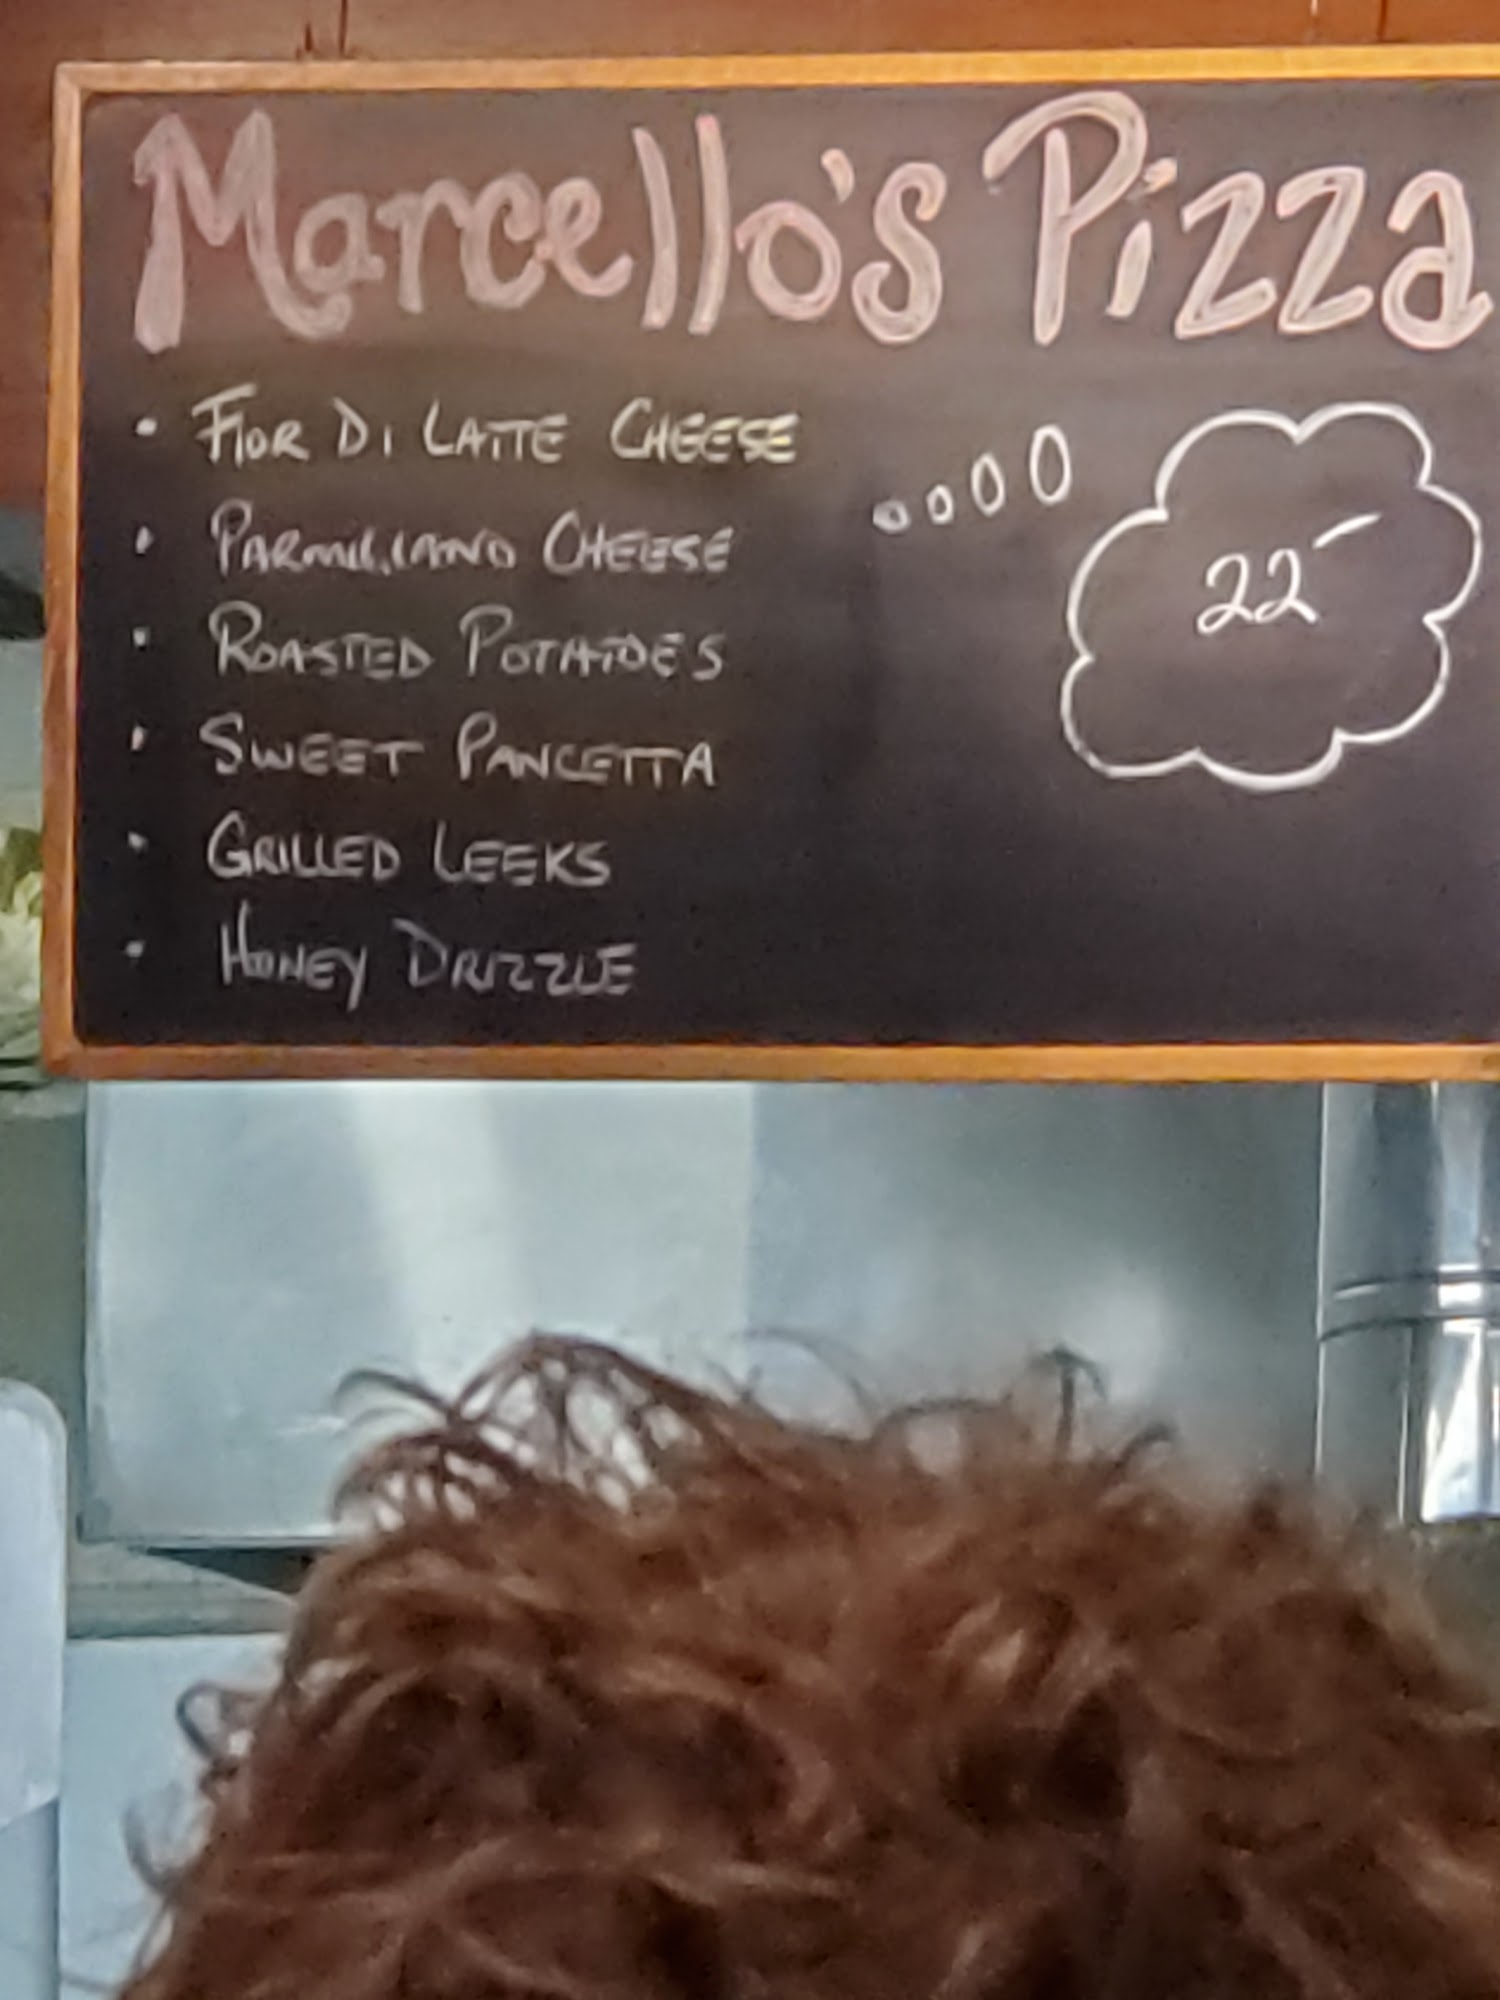 Marcello's Pizza
• FIOR DI LATTE CHEESE
• PARMIGIANO CHEESE
• ROASTED POTATOES
• SWEET PANCETTA
• GRILLED LEEKS
• HONEY DRIZZLE
22-